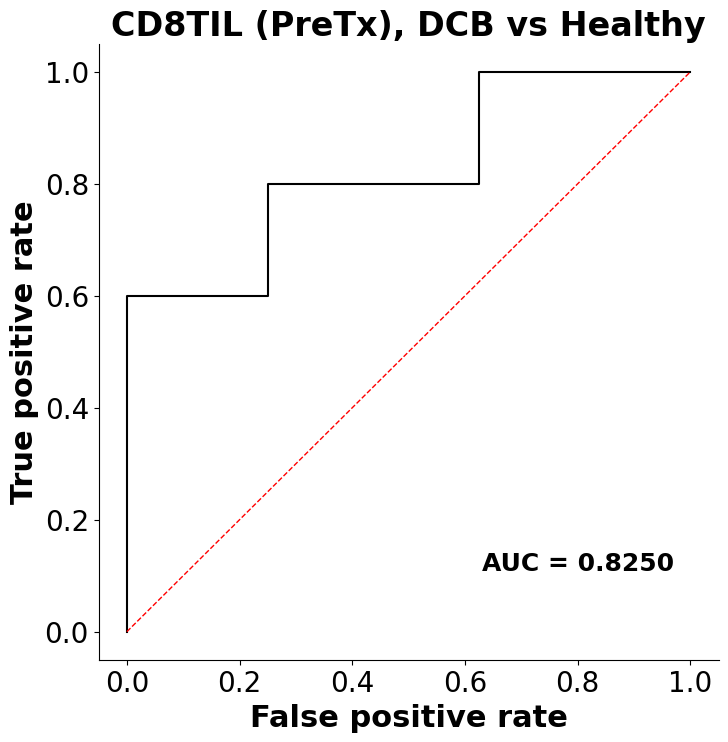 CD8TIL (PreTx), DCB vs Healthy
True positive rate
1.0
0.8
0.6
0.4
0.2
0.0
AUC = 0.8250
0.0 0.2 0.4 0.6 0.8 1.0
False positive rate